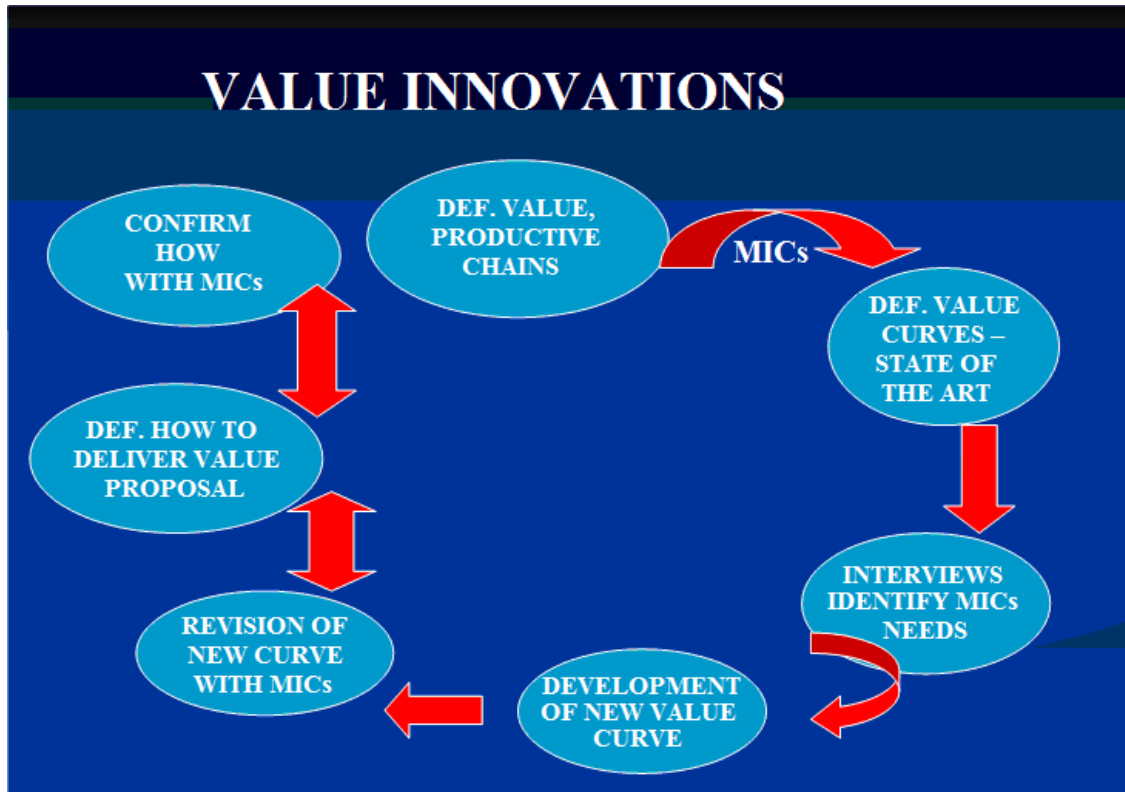 VALUE INNOVATIONS
DEF. VALUE,
PRODUCTIVE
CHAINS
MICs
DEF. VALUE
CURVES –
STATE OF
THE ART
INTERVIEWS
IDENTIFY MICs
NEEDS
DEVELOPMENT
OF NEW VALUE
CURVE
REVISION OF
NEW CURVE
WITH MICs
DEF. HOW TO
DELIVER VALUE
PROPOSAL
CONFIRM
HOW
WITH MICs